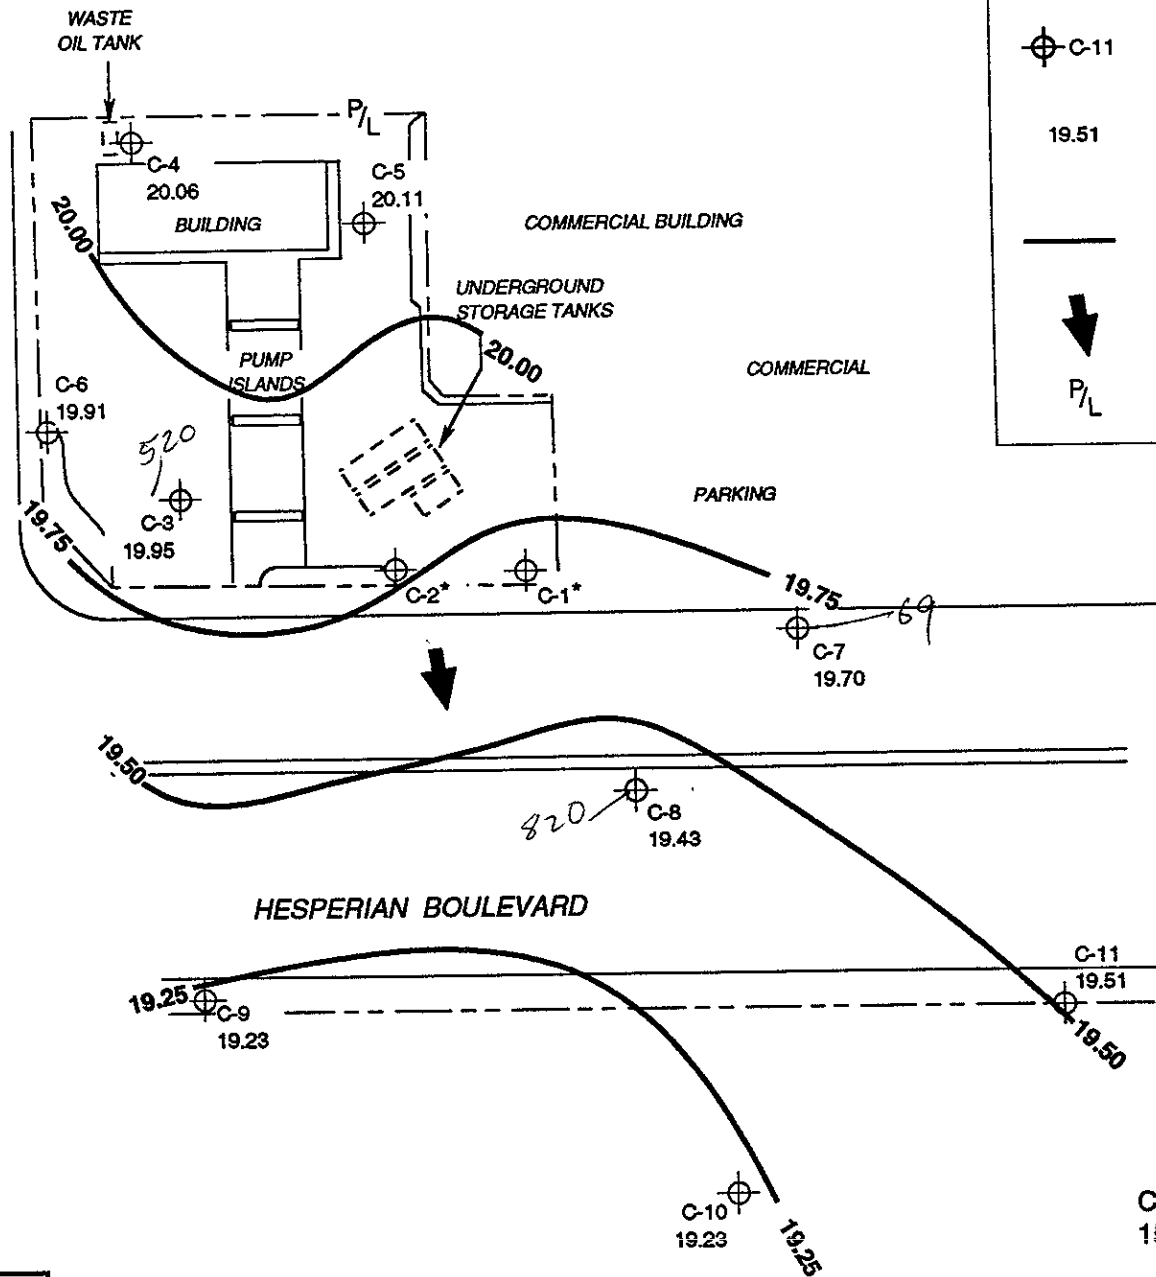 WASTE
OIL TANK
P/L
C-4
20.06
C-5
20.11
20.00
BUILDING
COMMERCIAL BUILDING
UNDERGROUND
STORAGE TANKS
20.00
PUMP
ISLANDS
COMMERCIAL
C-6
19.91
520
PARKING
C-3
19.95
19.75
C-2*
C-1*
19.75
69
C-7
19.70
19.50
820
C-8
19.43
HESPERIAN BOULEVARD
C-11
19.51
19.25
C-9
19.23
19.50
C-10
19.23
19.25
C-11
19.51
P/L
C